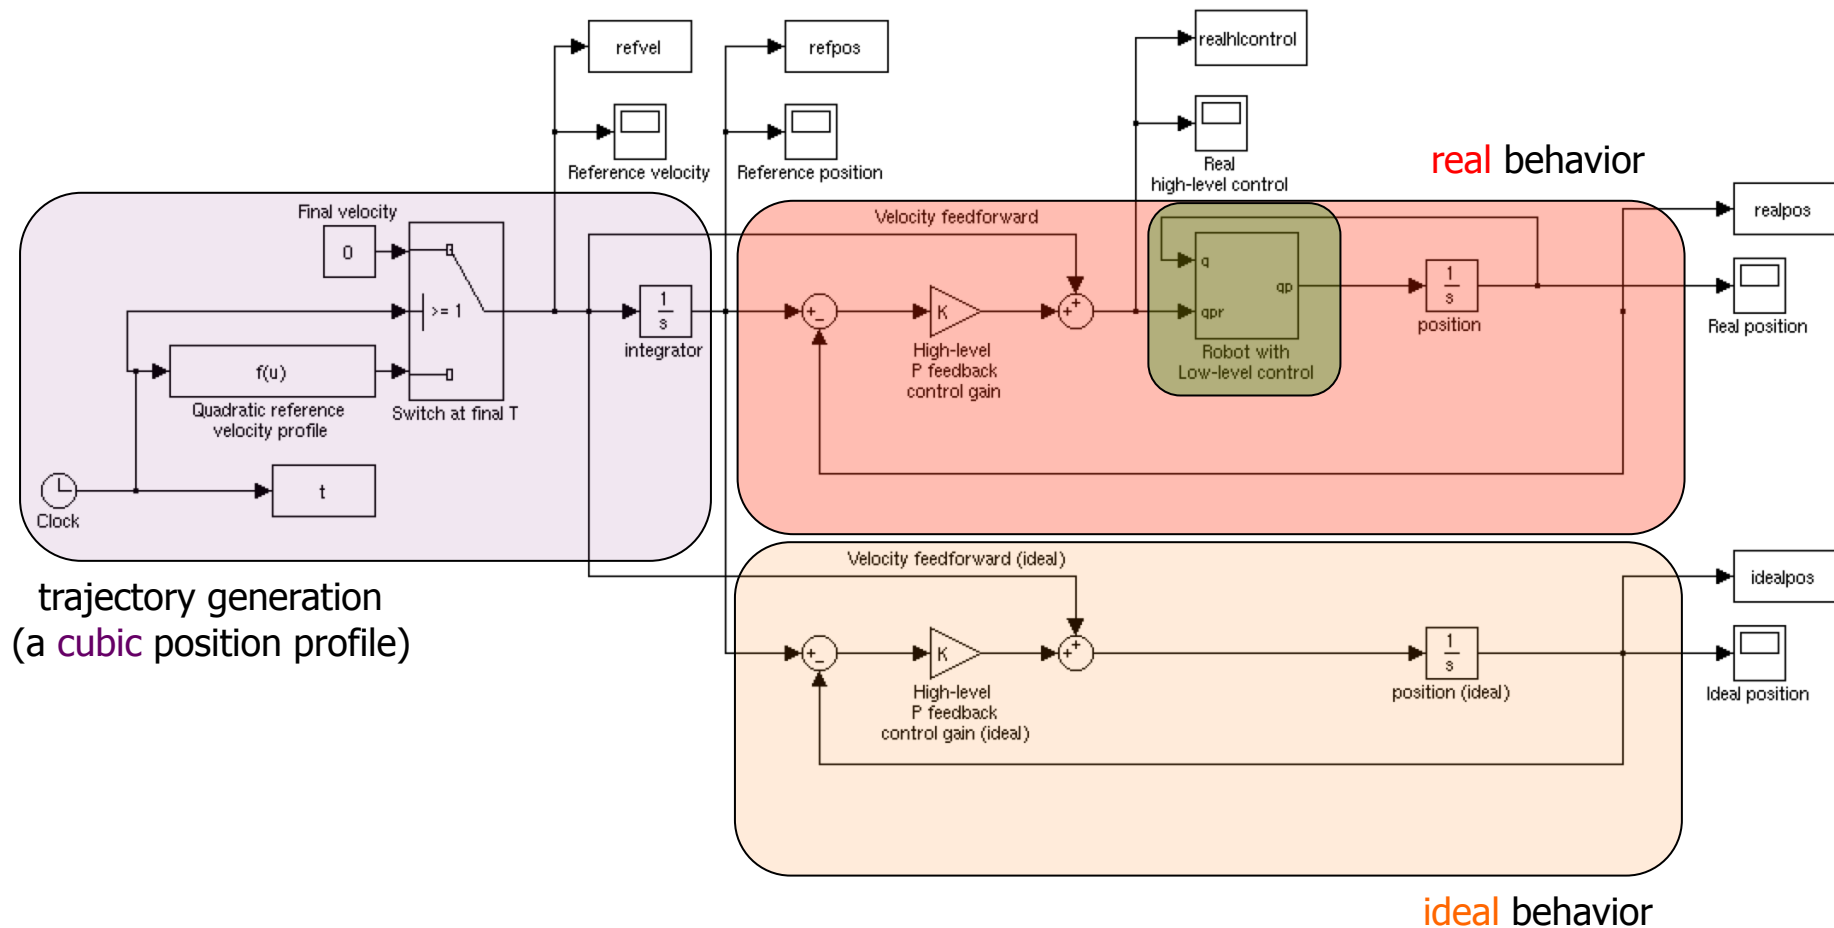 refvel
refpos
realhlcontrol
Reference velocity
Reference position
Real
high-level control
real behavior
Final velocity
0
>= 1
f(u)
Quadratic reference
velocity profile
Switch at final T
Clock
t
1
s
integrator
trajectory generation
(a cubic position profile)
Velocity feedforward
+
−
K
High-level
P feedback
control gain
+
+
q
qpr
qp
Robot with
Low-level control
1
s
position
realpos
Real position
Velocity feedforward (ideal)
+
−
K
High-level
P feedback
control gain (ideal)
+
+
1
s
position (ideal)
idealpos
Ideal position
ideal behavior